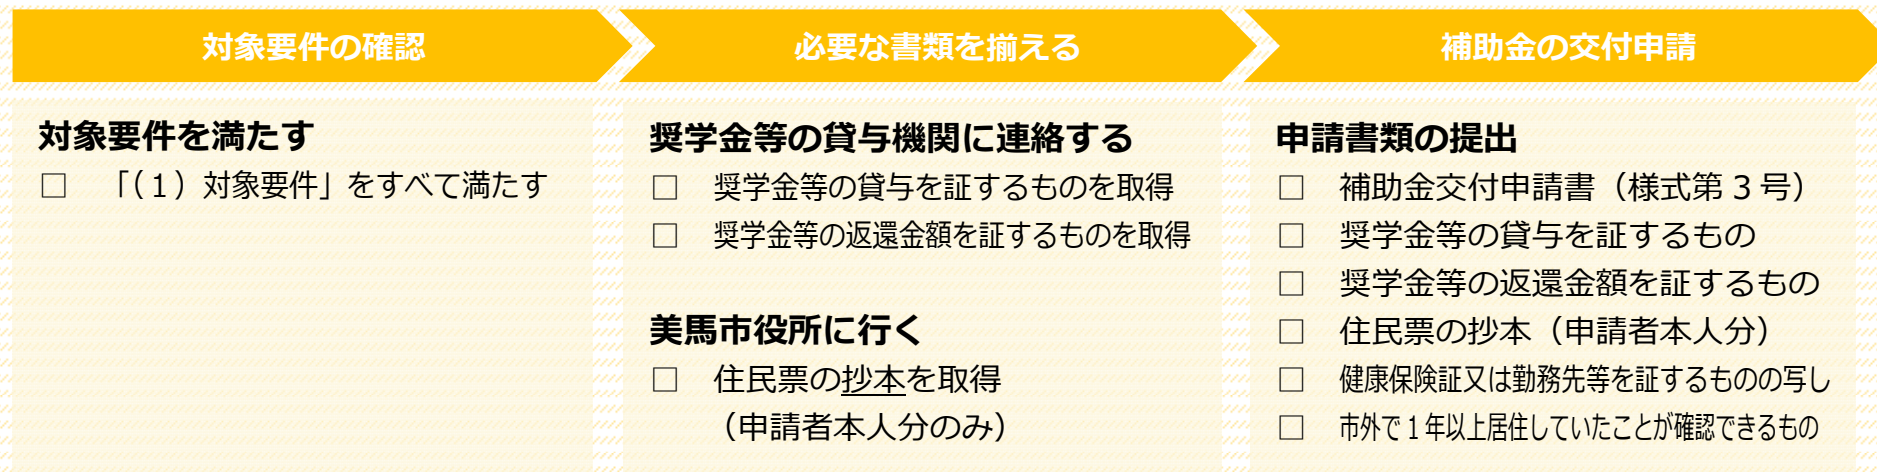 対象要件の確認
必要な書類を揃える
補助金の交付申請
対象要件を満たす
□ 「（１）対象要件」をすべて満たす
奨学金等の貸与機関に連絡する
□ 奨学金等の貸与を証するものを取得
□ 奨学金等の返還金額を証するものを取得
美馬市役所に行く
□ 住民票の抄本を取得
（申請者本人分のみ）
申請書類の提出
□ 補助金交付申請書（様式第３号）
□ 奨学金等の貸与を証するもの
□ 奨学金等の返還金額を証するもの
□ 住民票の抄本（申請者本人分）
□ 健康保険証又は勤務先等を証するものの写し
□ 市外で１年以上居住していたことが確認できるもの